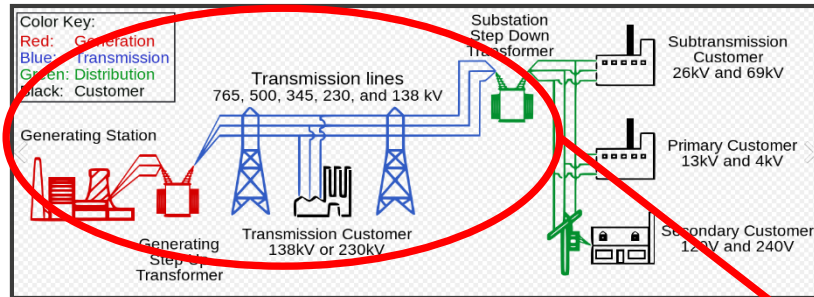 Color Key:
Red: Generation
Blue: Transmission
Green: Distribution
Black: Customer
Substation
Step Down
Transformer
Subtransmission
Customer
26kV and 69kV
Transmission lines
765, 500, 345, 230, and 138 kV
Generating Station
Primary Customer
13kV and 4kV
Transmission Customer
138kV or 230kV
Generating
Step Up
Transformer
Secondary Customer
120V and 240V